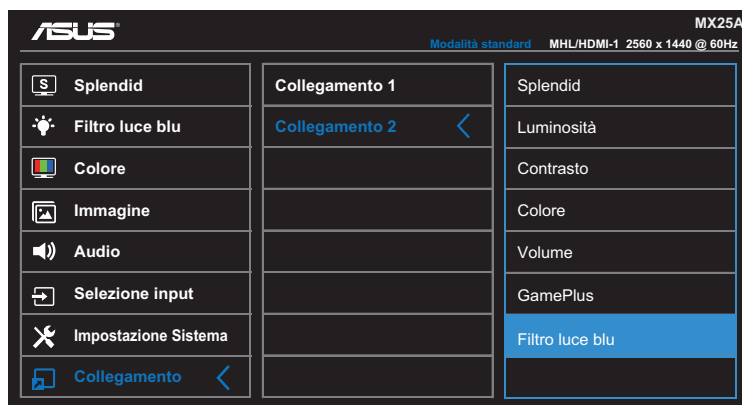 ASUS
MX25A
Modalità standard MHL/HDMI-1 2560 x 1440 @ 60Hz
S Splendid
Filtro luce blu
Colore
Immagine
Audio
Selezione input
Impostazione Sistema
Collegamento
Collegamento 1
Collegamento 2
Splendid
Luminosità
Contrasto
Colore
Volume
GamePlus
Filtro luce blu